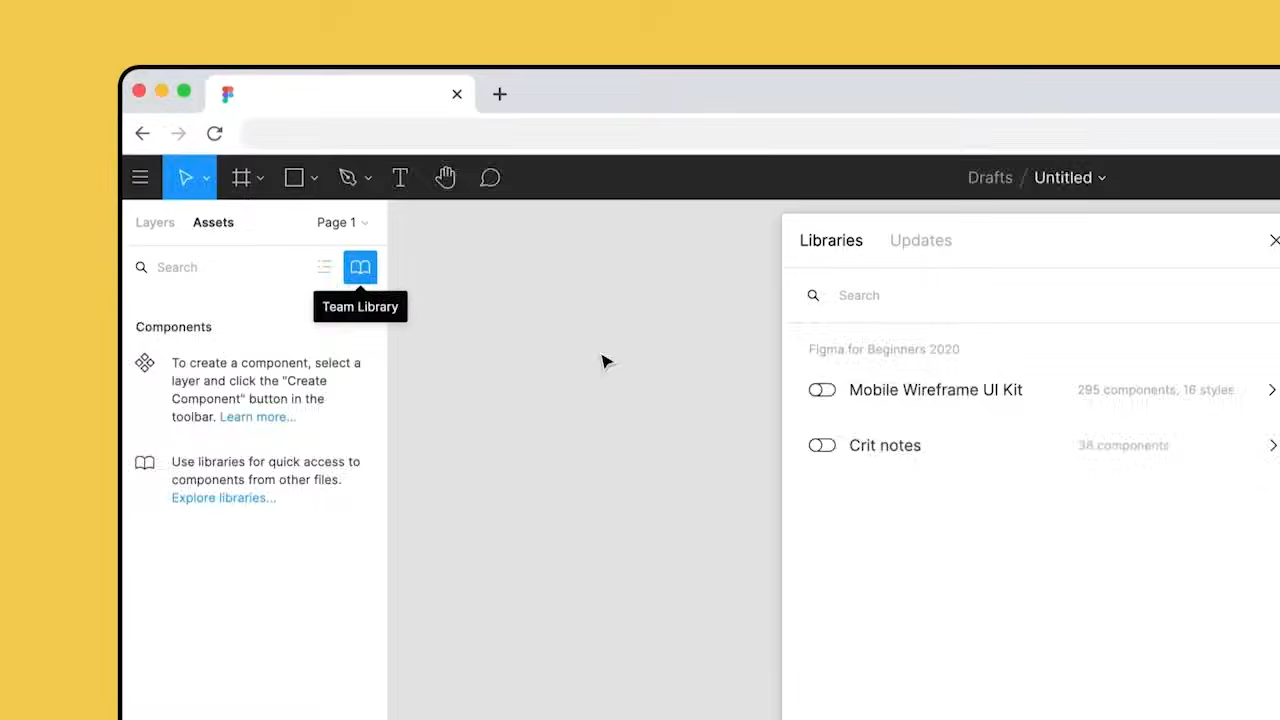 Drafts / Untitled
Layers Assets Page 1
Search
Team Library
Components
To create a component, select a
layer and click the "Create
Component" button in the
toolbar. Learn more...
Use libraries for quick access to
components from other files.
Explore libraries...
Libraries Updates
Search
Figma for Beginners 2020
Mobile Wireframe UI Kit 295 components, 16 styles
Crit notes 38 components